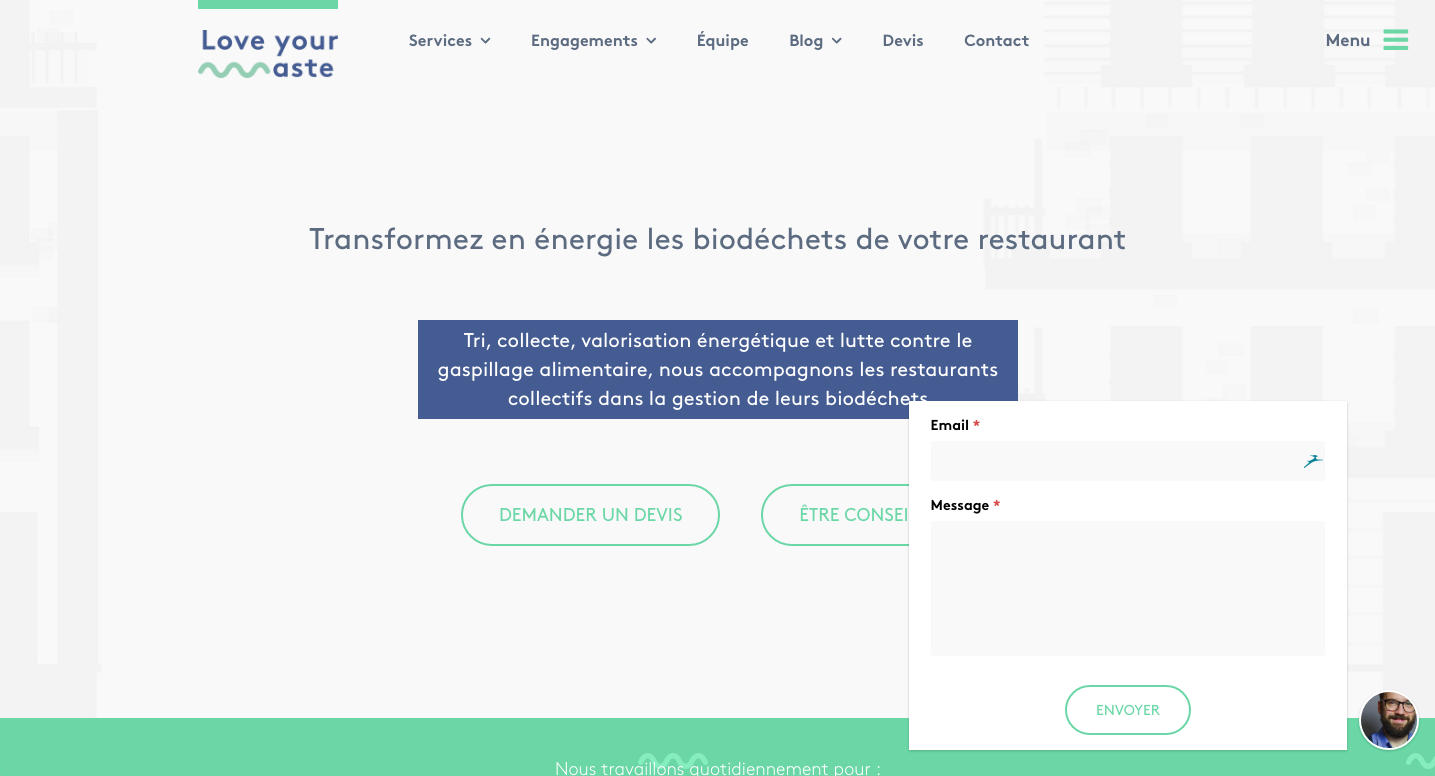 Love your
aste
Services
Engagements
Équipe
Blog
Devis
Contact
Menu
Transformez en énergie les biodéchets de votre restaurant
Tri, collecte, valorisation énergétique et lutte contre le
gaspillage alimentaire, nous accompagnons les restaurants
collectifs dans la gestion de leurs biodéchets
DEMANDER UN DEVIS
ÊTRE
Email *
Message *
ENVOYER
Nous travaillons quotidiennement pour :